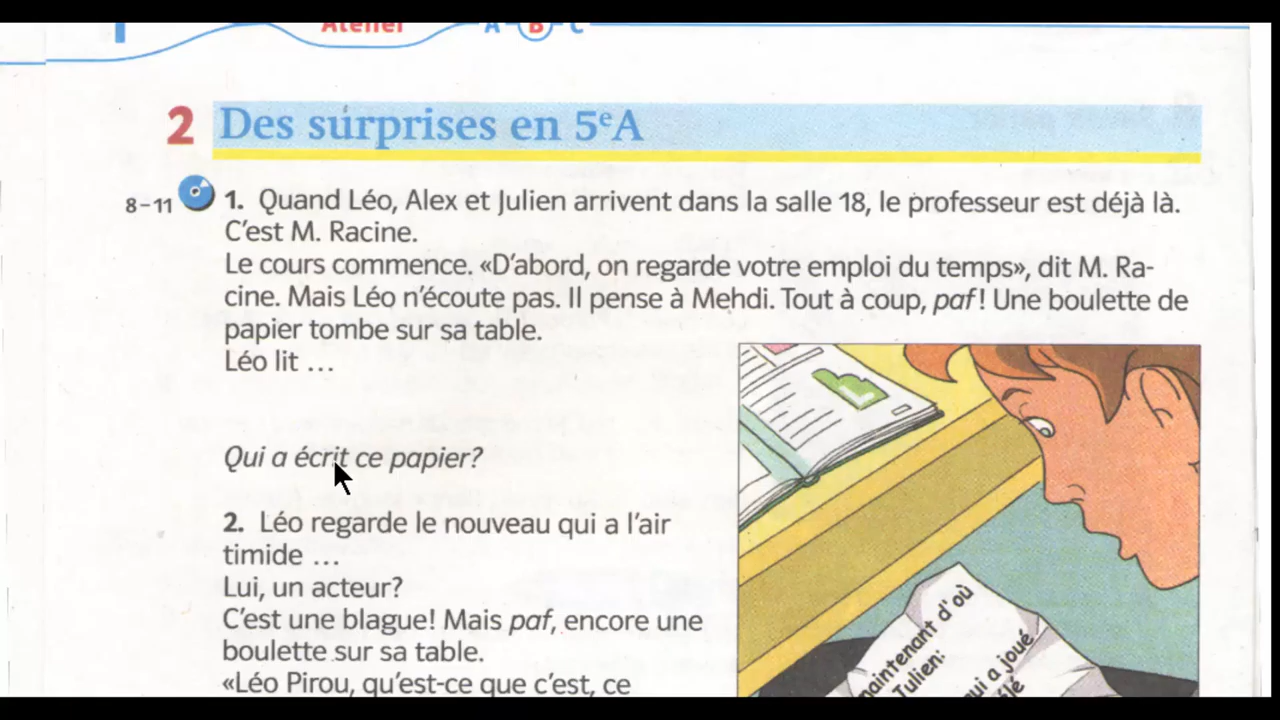 Atelier A B C
2 Des surprises en 5eA
8-11 1. Quand Léo, Alex et Julien arrivent dans la salle 18, le professeur est déjà là.
C'est M. Racine.
Le cours commence. «D'abord, on regarde votre emploi du temps», dit M. Ra-
cine. Mais Léo n'écoute pas. Il pense à Mehdi. Tout à coup, paf! Une boulette de
papier tombe sur sa table.
Léo lit ...
Qui a écrit ce papier?
2. Léo regarde le nouveau qui a l'air
timide ...
Lui, un acteur?
C'est une blague! Mais paf, encore une
boulette sur sa table.
«Léo Pirou, qu'est-ce que c'est, ce
maintenant d'où
Julien:
qui a joué